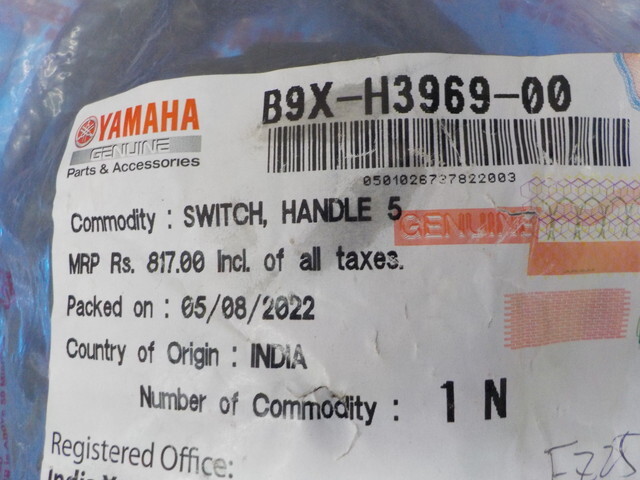 YAMAHA
GENUINE
Parts & Accessories
B9X-H3969-00
0501026737822003
Commodity : SWITCH, HANDLE 5
GENUINE
MRP Rs. 817.00 Incl. of all taxes.
Packed on : 05/08/2022
Country of Origin : INDIA
Number of Commodity : 1 N
Registered Office: